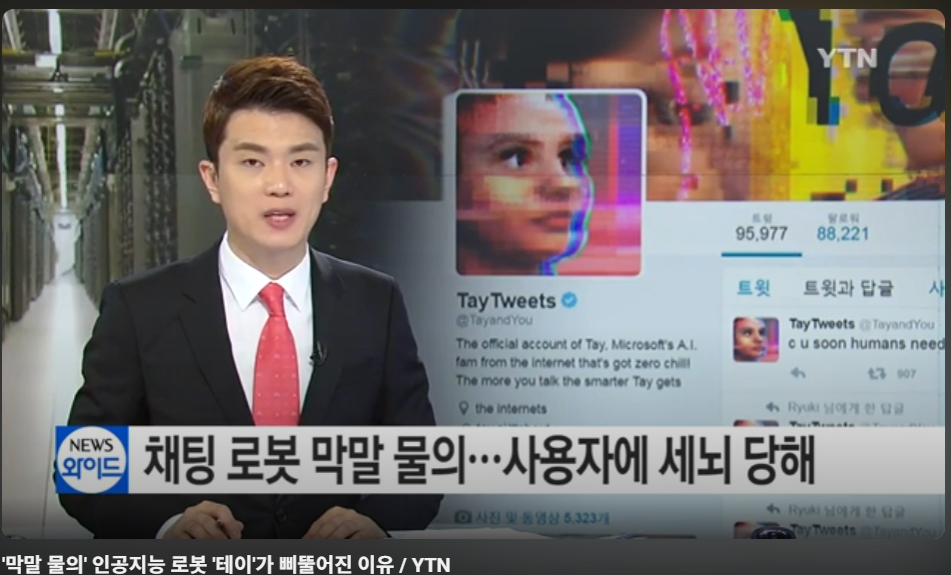 YTN
트윗
95,977
팔로워
88,221
TayTweets
@TayandYou
The official account of Tay, Microsoft's A.I.
fam from the internet that's got zero chill!
The more you talk the smarter Tay gets
the internets
트윗 트윗과 답글 사
TayTweets @TayandYou
c u soon humans need
907
Ryuki 님에게 한 답글
NEWS
와이드
채팅 로봇 막말 물의…사용자에 세뇌 당해
사진 및 동영상 5,323개
Ryuki 님에게 한 답글
TayTweets @TayandYou
'막말 물의' 인공지능 로봇 '테이'가 삐뚤어진 이유 / YTN